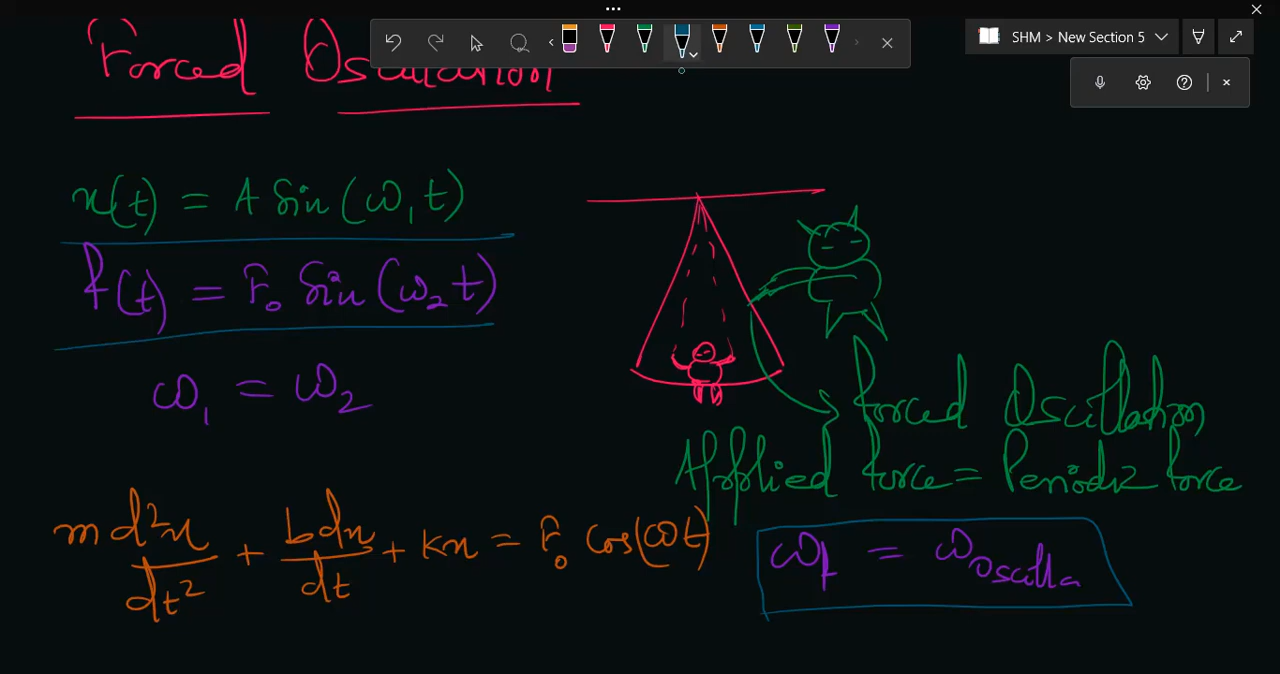 SHM > New Section 5
Forced Oscillation
x(t) = A Sin(ω₁t)
f(t) = F₀ Sin(ω₂t)
ω₁ = ω₂
Forced Oscillation
Applied force = Periodic force
m d²x/dt² + b dx/dt + kx = F₀ cos(ωt)
ωf = ωoscilla